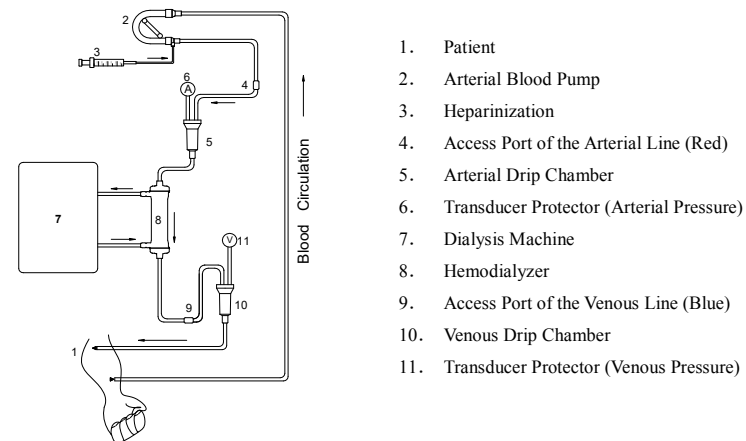 2
3
6
A
4
5
7
8
Blood Circulation
V
11
9
10
1
1. Patient
2. Arterial Blood Pump
3. Heparinization
4. Access Port of the Arterial Line (Red)
5. Arterial Drip Chamber
6. Transducer Protector (Arterial Pressure)
7. Dialysis Machine
8. Hemodialyzer
9. Access Port of the Venous Line (Blue)
10. Venous Drip Chamber
11. Transducer Protector (Venous Pressure)